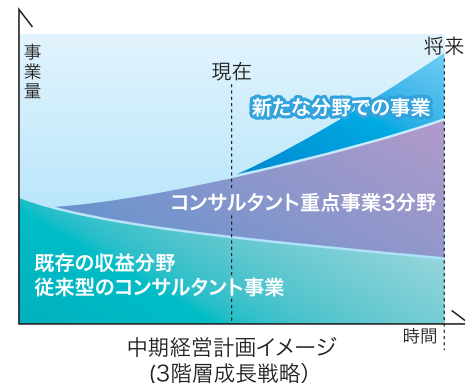 事業量
現在
将来
新たな分野での事業
コンサルタント重点事業3分野
既存の収益分野
従来型のコンサルタント事業
時間
中期経営計画イメージ
(3階層成長戦略)